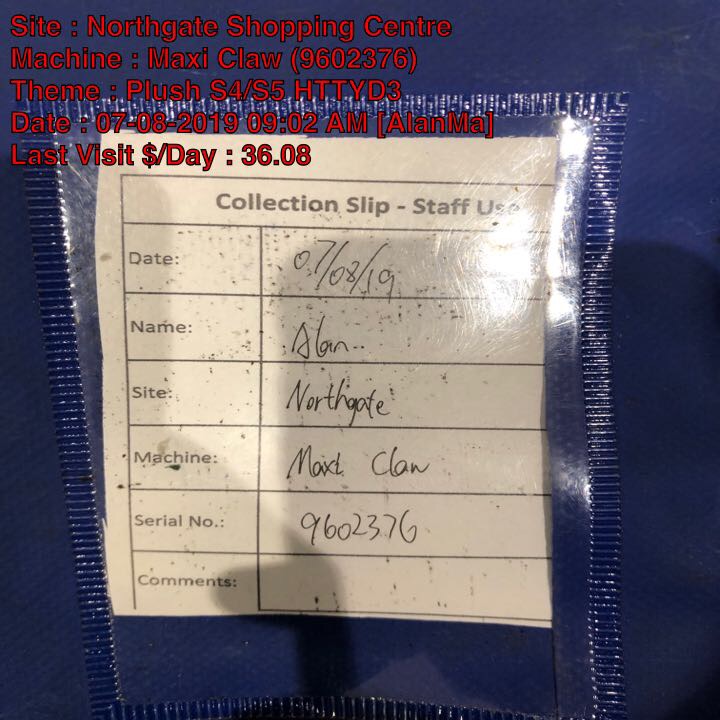 Site : Northgate Shopping Centre
Machine : Maxi Claw (9602376)
Theme : Plush S4/S5 HTTYD3
Date : 07-08-2019 09:02 AM [AlanMa]
Last Visit $/Day : 36.08
Collection Slip - Staff Use
Date: 07/08/19
Name: Alan..
Site: Northgate
Machine: Maxi Claw
Serial No.: 9602376
Comments: